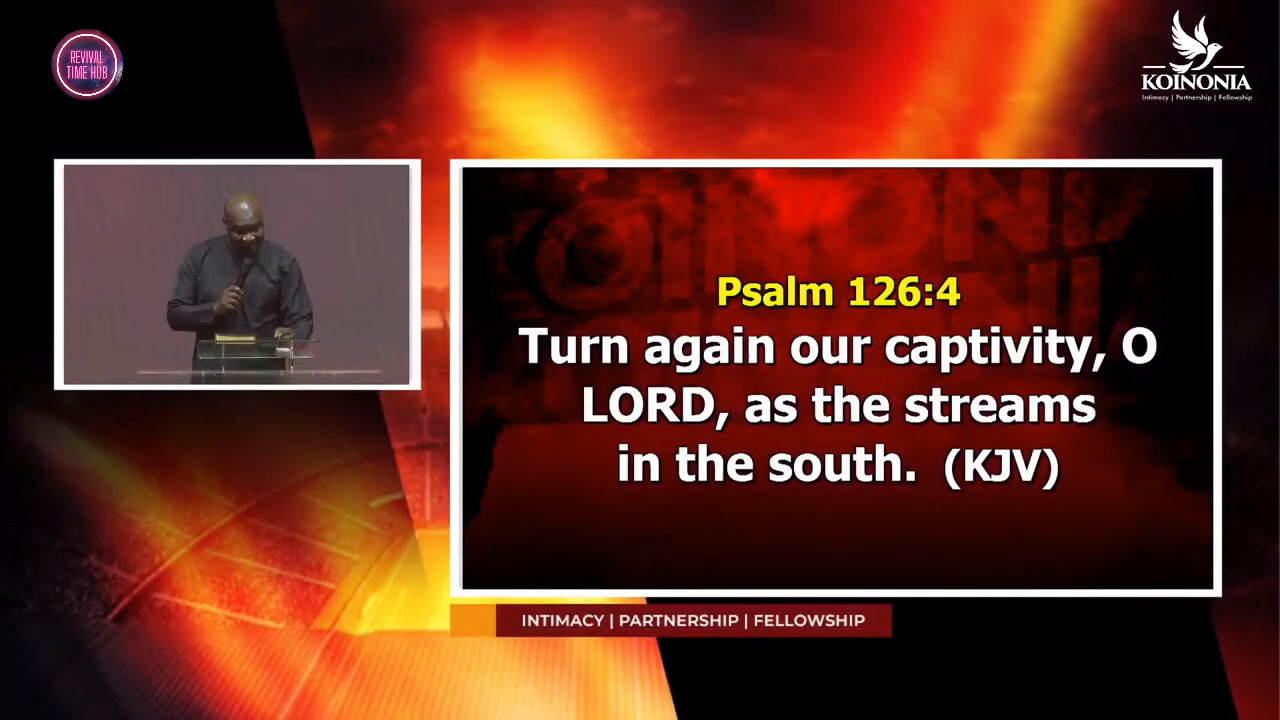 REVIVAL
TIME HUB
KOINONIA
Intimacy | Partnership | Fellowship
Psalm 126:4
Turn again our captivity, O
LORD, as the streams
in the south. (KJV)
INTIMACY | PARTNERSHIP | FELLOWSHIP